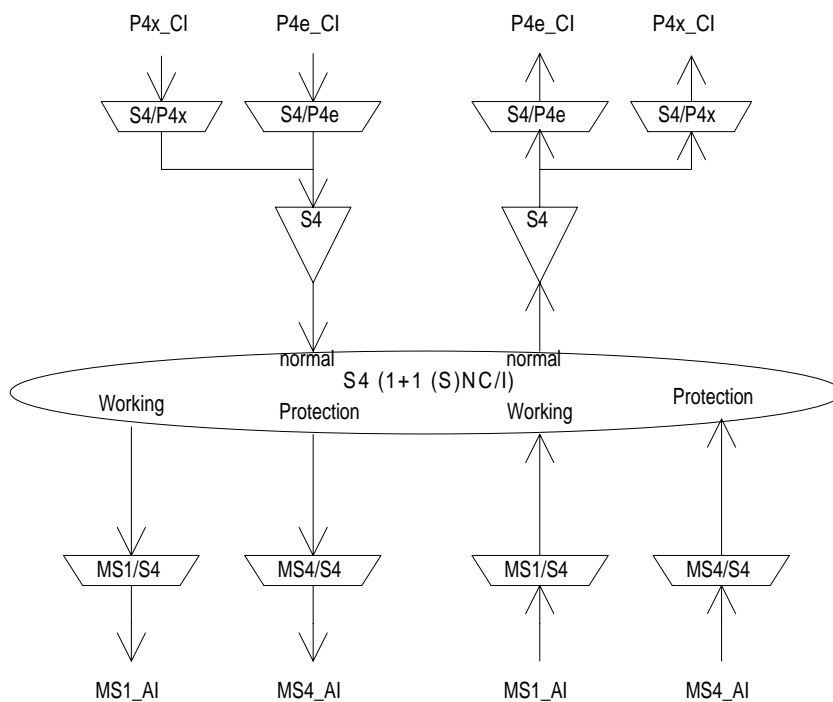 P4x_CI P4e_CI P4e_CI P4x_CI
S4/P4x S4/P4e S4/P4e S4/P4x
S4 S4
normal normal
S4 (1+1 (S)NC/I)
Working Protection Working Protection
MS1/S4 MS4/S4 MS1/S4 MS4/S4
MS1_AI MS4_AI MS1_AI MS4_AI